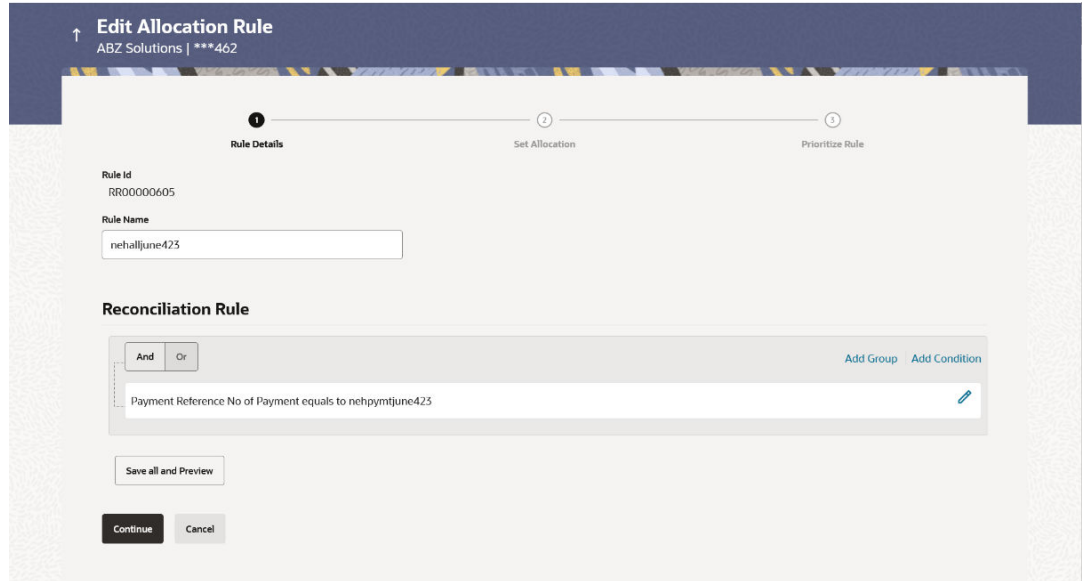 Edit Allocation Rule
ABZ Solutions | ***462
1
2
3
Rule Details
Set Allocation
Prioritize Rule
Rule Id
RR00000605
Rule Name
nehalljune423
Reconciliation Rule
And Or Add Group Add Condition
Payment Reference No of Payment equals to nehpymtjune423
Save all and Preview
Continue Cancel